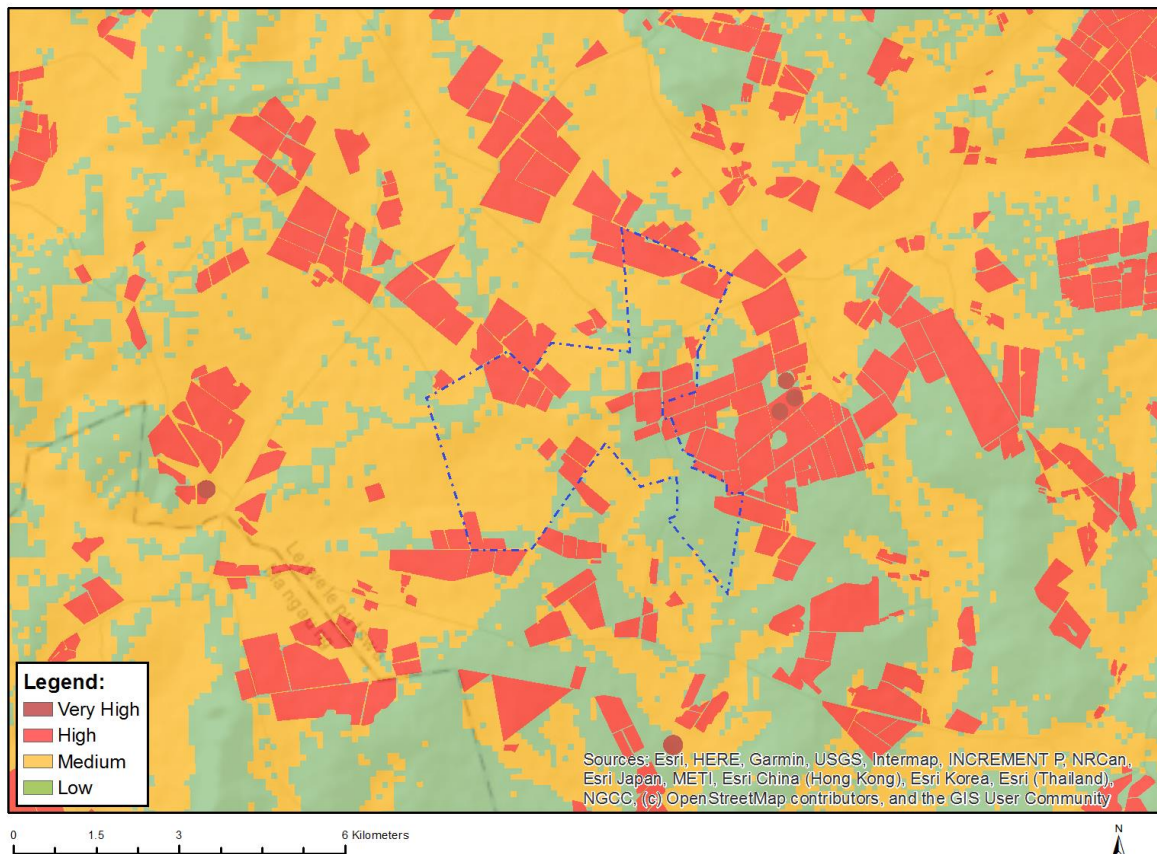 Legend:
Very High
High
Medium
Low
Sources: Esri, HERE, Garmin, USGS, Intermap, INCREMENT P, NRCan,
Esri Japan, METI, Esri China (Hong Kong), Esri Korea, Esri (Thailand),
NGCC, (c) OpenStreetMap contributors, and the GIS User Community
0 1.5 3 6 Kilometers
N